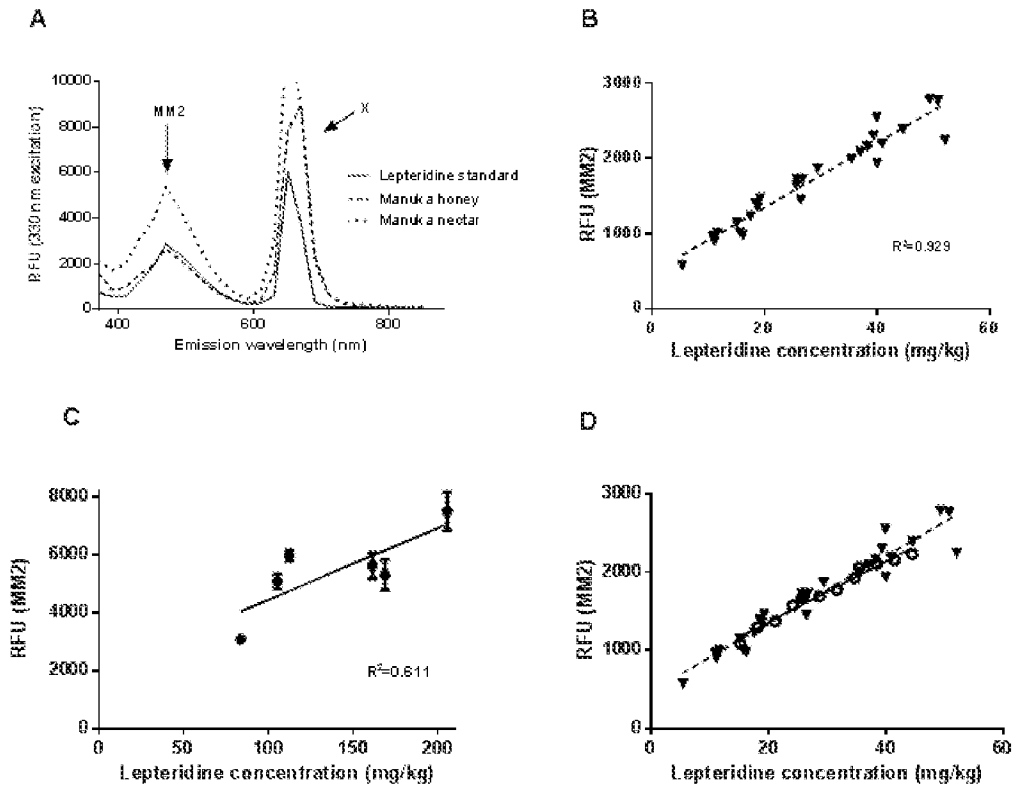 A
10000
8000
6000
4000
2000
0
RFU (330 nm excitation)
MM2
X
Lepteridine standard
Manuka honey
Manuka nectar
400
600
800
Emission wavelength (nm)
B
3000
2000
1000
0
RFU (MM2)
R²=0.929
0
20
40
60
Lepteridine concentration (mg/kg)
C
8000
6000
4000
2000
0
RFU (MM2)
R²=0.611
0
50
100
150
200
Lepteridine concentration (mg/kg)
D
3000
2000
1000
0
RFU (MM2)
0
20
40
60
Lepteridine concentration (mg/kg)